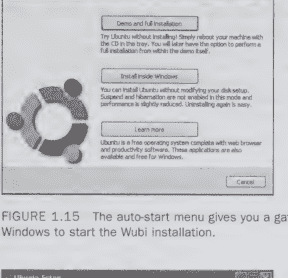 Demo and full installation
Try Ubuntu without installing! Simply reboot your machine with
the CD in the tray. You will later have the option to perform a
full installation from within the demo itself.
Install inside Windows
You can install Ubuntu without modifying your disk setup.
Suspend and hibernation are not enabled in this mode and
performance is slightly reduced. Uninstalling again is easy.
Learn more
Ubuntu is a free operating system complete with web browser
and productivity software. These applications are also
available and free for Windows.
Cancel
FIGURE 1.15 The auto-start menu gives you a ga
Windows to start the Wubi installation.
Ubuntu